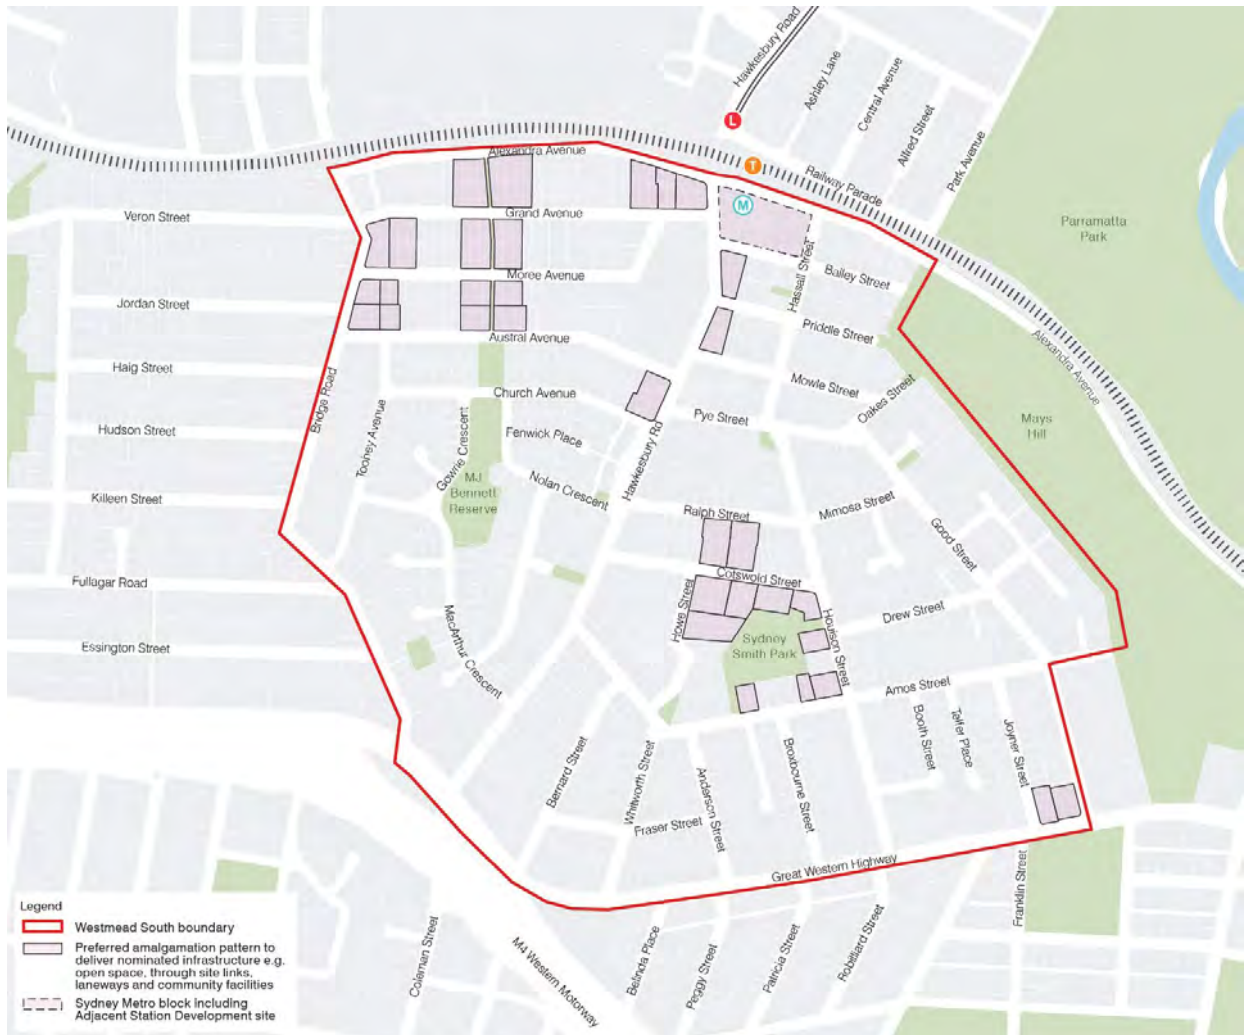 Hawkesbury Road
Ashley Lane
Central Avenue
Alfred Street
Park Avenue
L
T
Railway Parade
M
Alexandra Avenue
Veron Street
Grand Avenue
Parramatta
Park
Moree Avenue
Hassall Street
Bailey Street
Jordan Street
Austral Avenue
Priddle Street
Alexandra Avenue
Haig Street
Bridge Road
Church Avenue
Mowle Street
Oakes Street
Mays
Hill
Hudson Street
Toohey Avenue
Gowrie Crescent
Fenwick Place
Hawkesbury Rd
Pye Street
Killeen Street
MJ
Bennett
Reserve
Nolan Crescent
Ralph Street
Mimosa Street
Good Street
Fullagar Road
Cotswold Street
Howe Street
Drew Street
Essington Street
MacArthur Crescent
Sydney
Smith Park
Houison Street
Amos Street
Bernard Street
Whitworth Street
Anderson Street
Broxbourne Street
Booth Street
Telfer Place
Joyner Street
Fraser Street
Great Western Highway
Franklin Street
Coleman Street
M4 Western Motorway
Belinda Place
Peggy Street
Patricia Street
Robilliard Street
Legend
Westmead South boundary
Preferred amalgamation pattern to
deliver nominated infrastructure e.g.
open space, through site links,
laneways and community facilities
Sydney Metro block including
Adjacent Station Development site